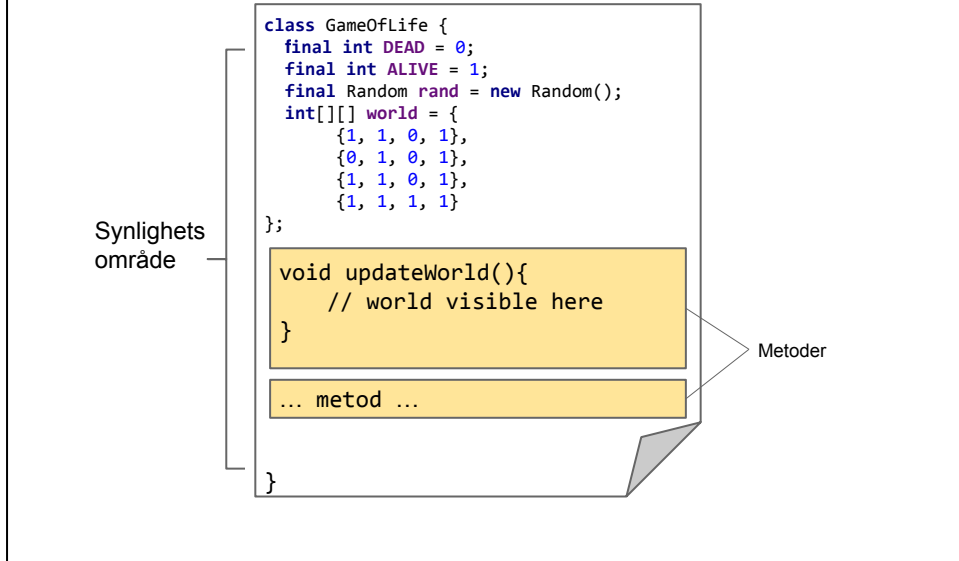 class GameOfLife {
final int DEAD = 0;
final int ALIVE = 1;
final Random rand = new Random();
int[][] world = {
{1, 1, 0, 1},
{0, 1, 0, 1},
{1, 1, 0, 1},
{1, 1, 1, 1}
};
Synlighets
område
void updateWorld(){
// world visible here
}
Metoder
… metod …
}